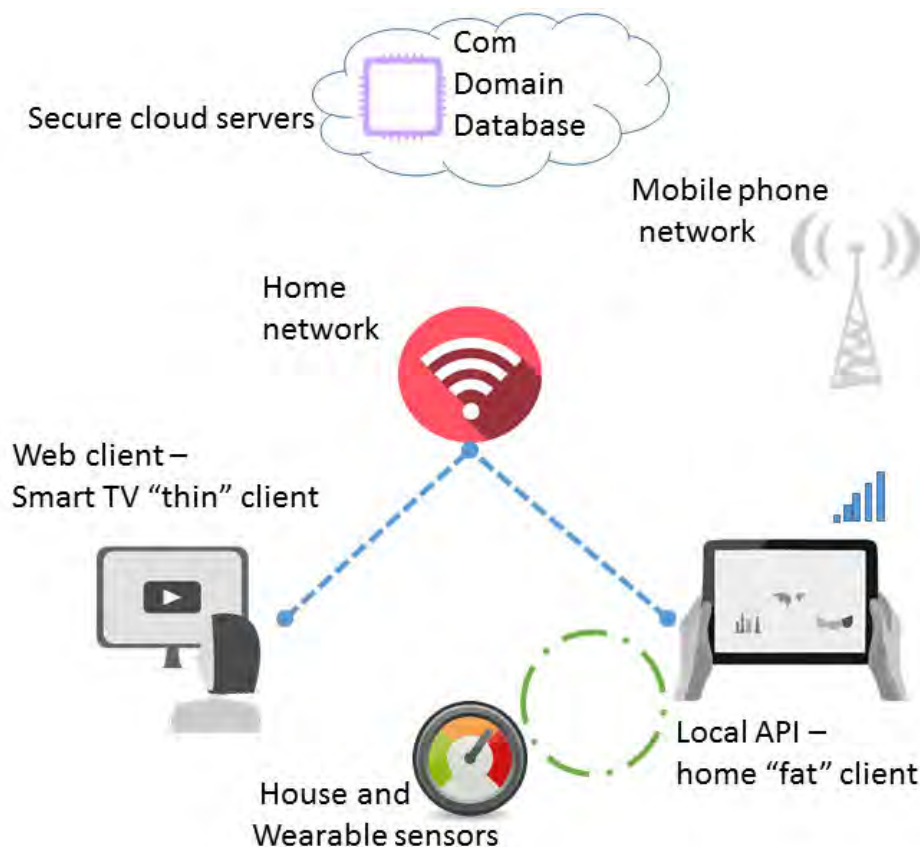 Com
Domain
Database
Secure cloud servers
Mobile phone
network
Home
network
Web client –
Smart TV “thin” client
Local API –
home “fat” client
House and
Wearable sensors